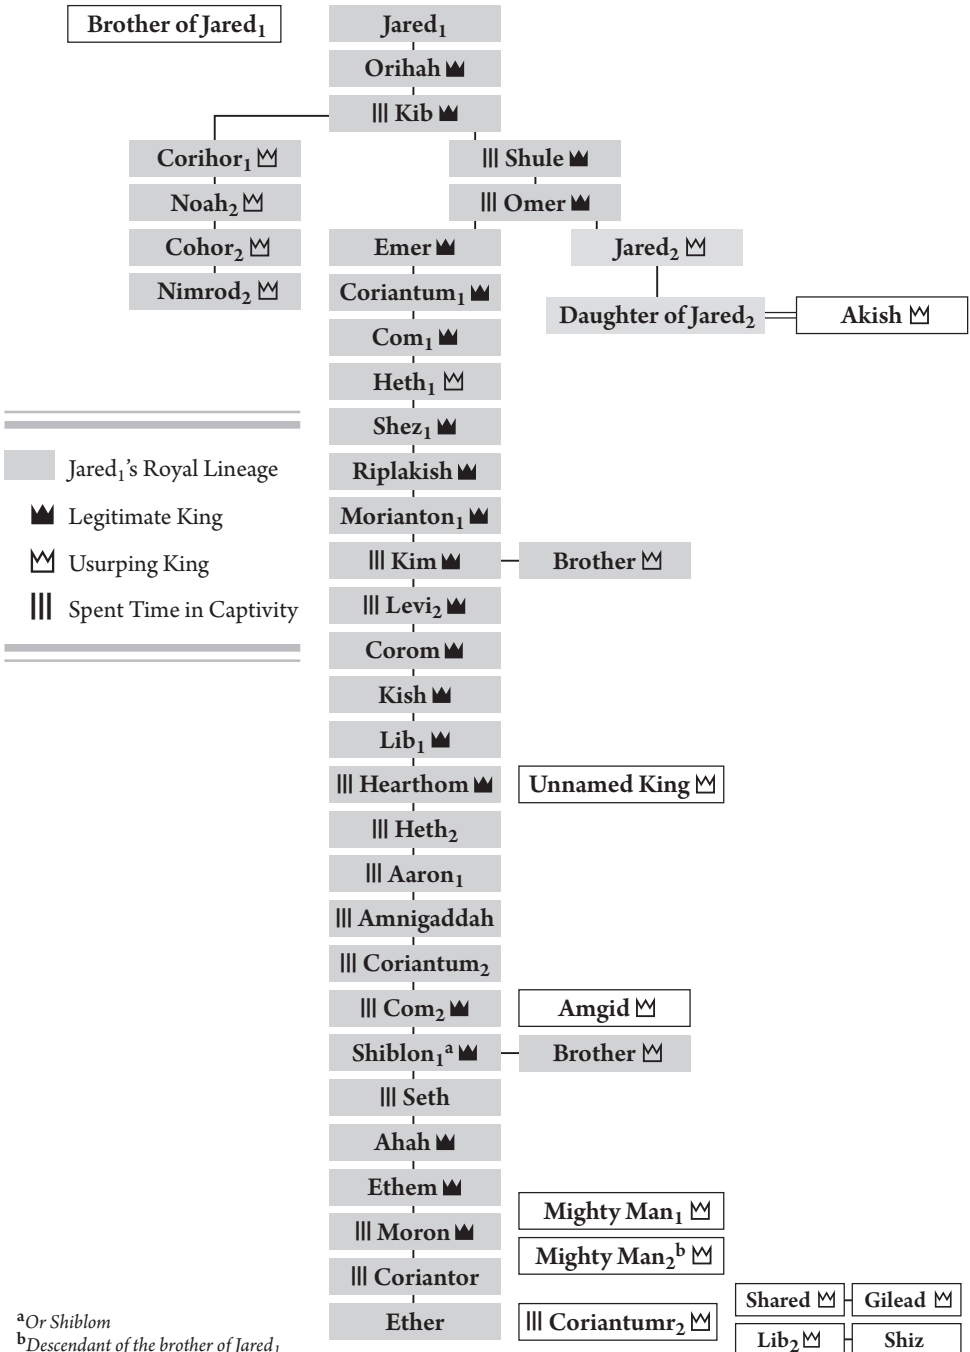 Brother of Jared1
Jared1
Orihah
Kib
Corihor1
Shule
Noah2
Omer
Cohor2
Emer
Jared2
Nimrod2
Coriantum1
Daughter of Jared2
Akish
Com1
Heth1
Shez1
Riplakish
Morianton1
Kim
Brother
Levi2
Corom
Kish
Lib1
Hearthom
Unnamed King
Heth2
Aaron1
Amnigaddah
Coriantum2
Com2
Amgid
Shiblon1a
Brother
Seth
Ahah
Ethem
Mighty Man1
Moron
Mighty Man2b
Coriantor
Ether
Coriantumr2
Shared
Gilead
Lib2
Shiz
Jared1's Royal Lineage
Legitimate King
Usurping King
Spent Time in Captivity
aOr Shiblom
bDescendant of the brother of Jared1